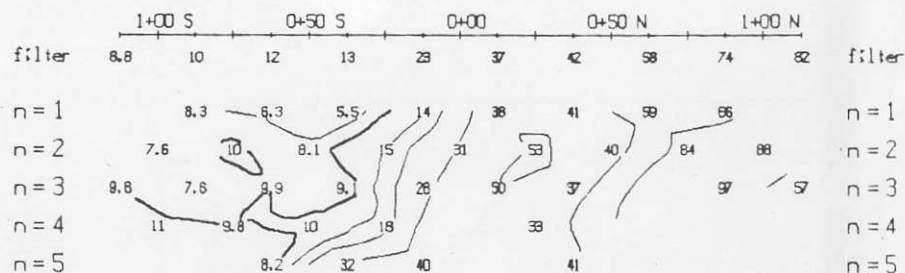 1+00 S 0+50 S 0+00 0+50 N 1+00 N
filter 8.8 10 12 13 23 37 42 58 74 82 filter
n = 1 8.3 6.3 5.5 14 38 41 59 86 n = 1
n = 2 7.6 10 8.1 15 31 53 40 84 88 n = 2
n = 3 9.8 7.8 9.9 9. 28 50 37 97 57 n = 3
n = 4 11 9.8 10 18 33 n = 4
n = 5 8.2 32 40 41 n = 5